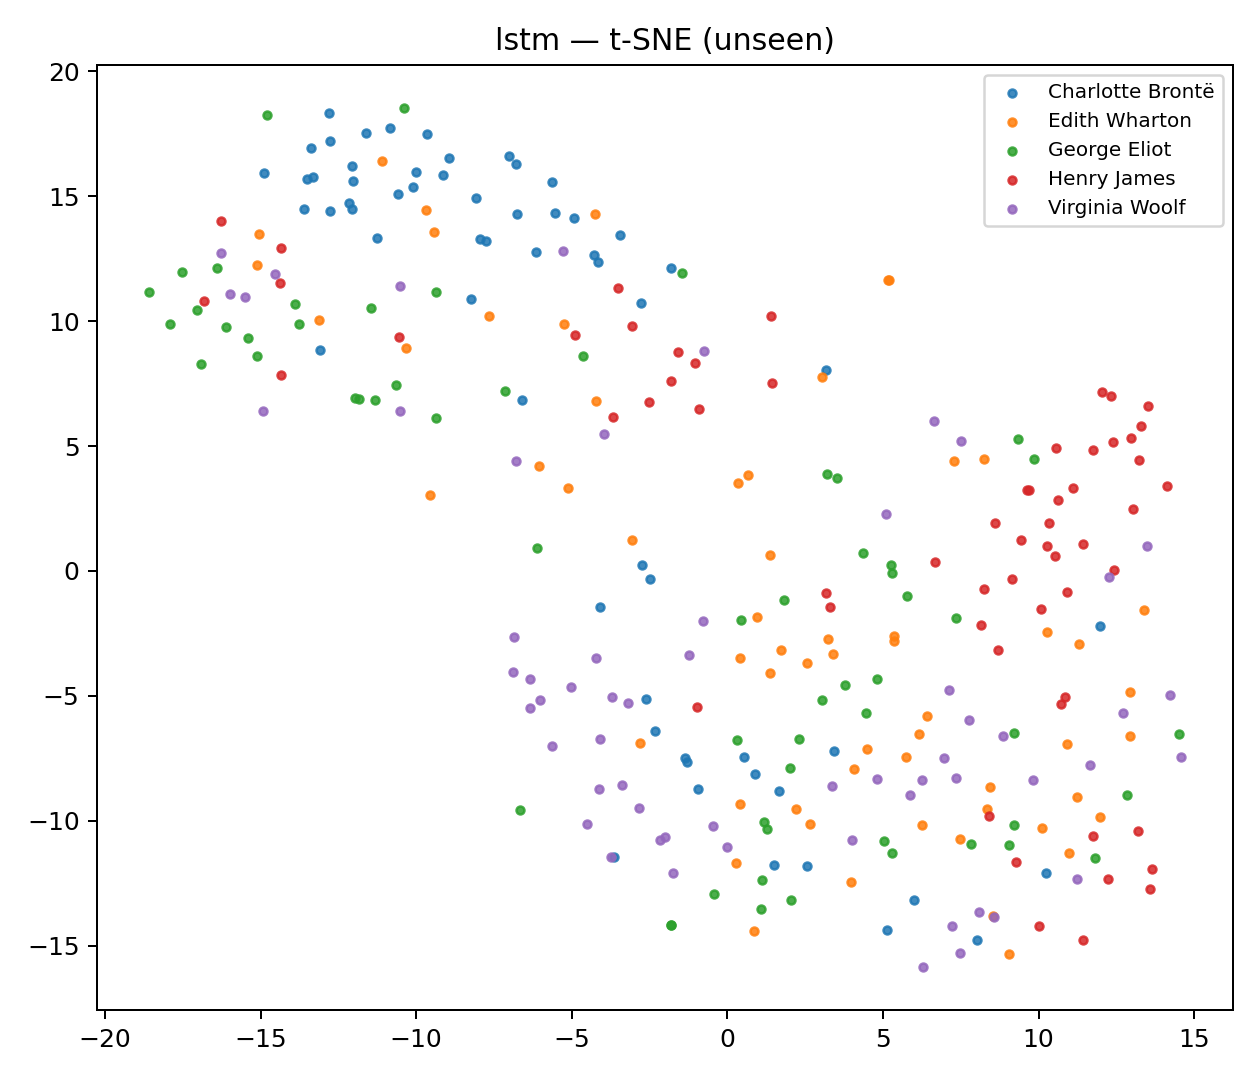 lstm — t-SNE (unseen)
Charlotte Brontë
Edith Wharton
George Eliot
Henry James
Virginia Woolf
20
15
10
5
0
−5
−10
−15
−20 −15 −10 −5 0 5 10 15